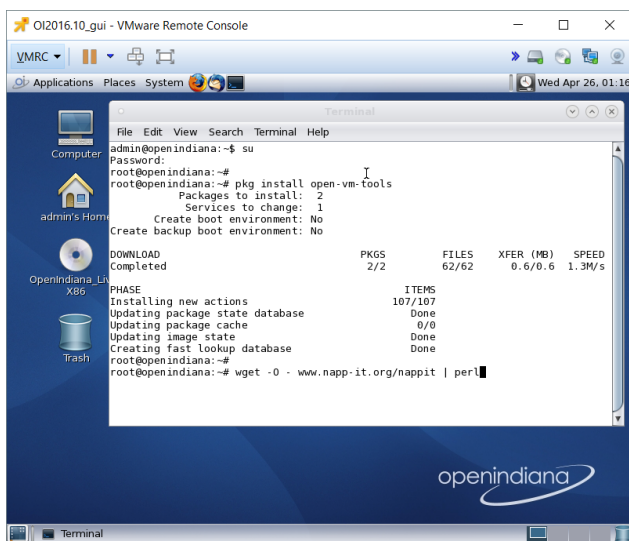 OI2016.10_gui - VMware Remote Console
VMRC
Applications Places System Wed Apr 26, 01:16
Terminal
File Edit View Search Terminal Help
Computer
admin's Home
OpenIndiana_Liv
X86
Trash
admin@openindiana:~$ su
Password:
root@openindiana:~#
root@openindiana:~# pkg install open-vm-tools
Packages to install: 2
Services to change: 1
Create boot environment: No
Create backup boot environment: No
DOWNLOAD PKGS FILES XFER (MB) SPEED
Completed 2/2 62/62 0.6/0.6 1.3M/s
PHASE ITEMS
Installing new actions 107/107
Updating package state database Done
Updating package cache 0/0
Updating image state Done
Creating fast lookup database Done
root@openindiana:~#
root@openindiana:~# wget -O - www.napp-it.org/nappit | perl
openindiana
Terminal